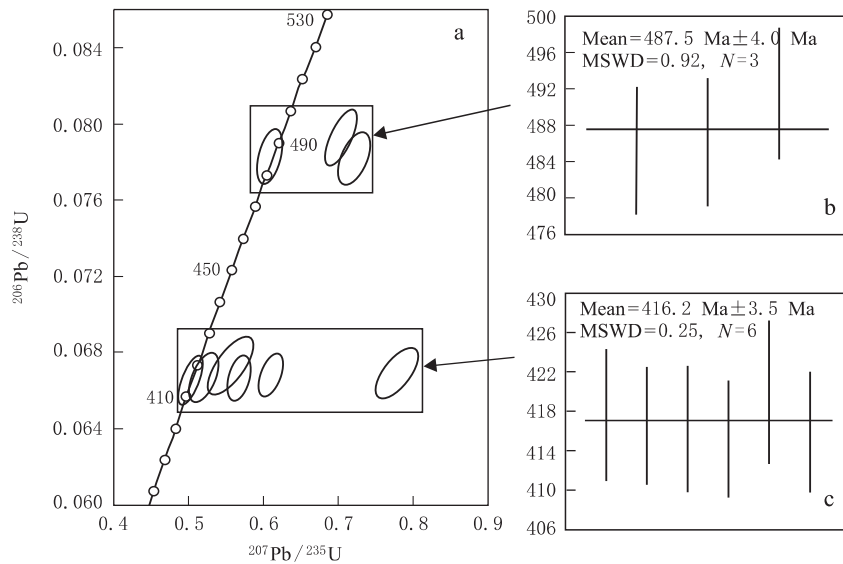 a
0.084
0.080
0.076
0.072
0.068
0.064
0.060
530
490
450
410
0.4 0.5 0.6 0.7 0.8 0.9
²⁰⁶Pb/²³⁸U
²⁰⁷Pb/²³⁵U
500
496
492
488
484
480
476
Mean=487.5 Ma±4.0 Ma
MSWD=0.92, N=3
b
430
426
422
418
414
410
406
Mean=416.2 Ma±3.5 Ma
MSWD=0.25, N=6
c